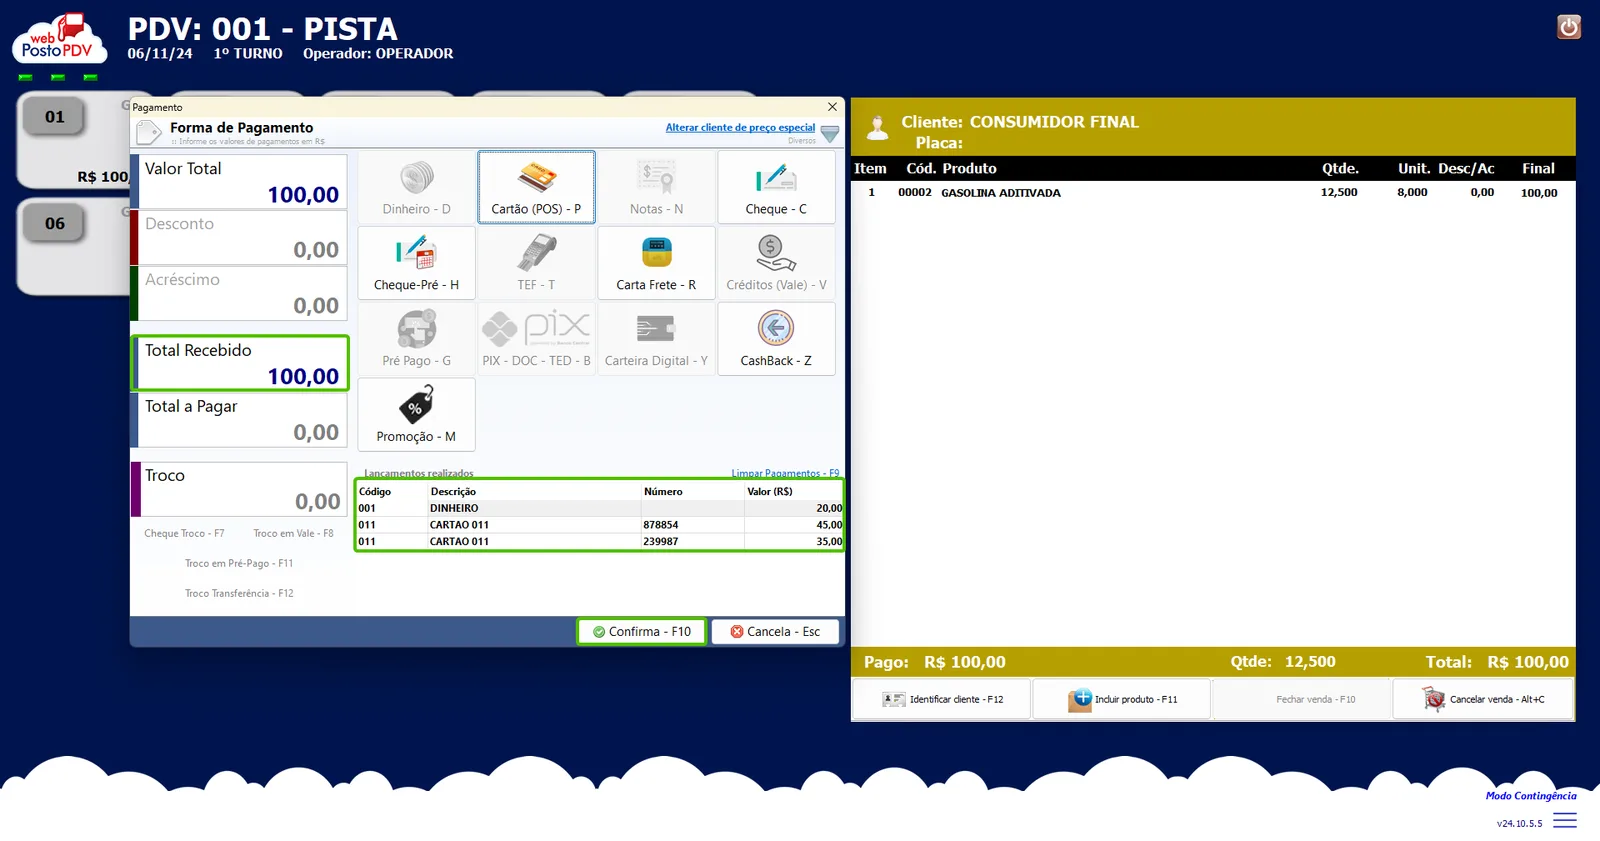 web
PostoPDV
PDV: 001 - PISTA
06/11/24 1º TURNO Operador: OPERADOR
01
R$ 100,
06
Pagamento
Forma de Pagamento
:: Informe os valores de pagamentos em R$
Alterar cliente de preço especial
Diversos
Valor Total
100,00
Desconto
0,00
Acréscimo
0,00
Total Recebido
100,00
Total a Pagar
0,00
Troco
0,00
Cheque Troco - F7 Troco em Vale - F8
Troco em Pré-Pago - F11
Troco Transferência - F12
Dinheiro - D
Cartão (POS) - P
Notas - N
Cheque - C
Cheque-Pré - H
TEF - T
Carta Frete - R
Créditos (Vale) - V
Pré Pago - G
pix
PIX - DOC - TED - B
Carteira Digital - Y
CashBack - Z
Promoção - M
Lançamentos realizados
Limpar Pagamentos - F9
Código Descrição Número Valor (R$)
001 DINHEIRO 20,00
011 CARTAO 011 878854 45,00
011 CARTAO 011 239987 35,00
Confirma - F10
Cancela - Esc
Cliente: CONSUMIDOR FINAL
Placa:
Item Cód. Produto Qtde. Unit. Desc/Ac Final
1 00002 GASOLINA ADITIVADA 12,500 8,000 0,00 100,00
Pago: R$ 100,00 Qtde: 12,500 Total: R$ 100,00
Identificar cliente - F12
Incluir produto - F11
Fechar venda - F10
Cancelar venda - Alt+C
Modo Contingência
v24.10.5.5